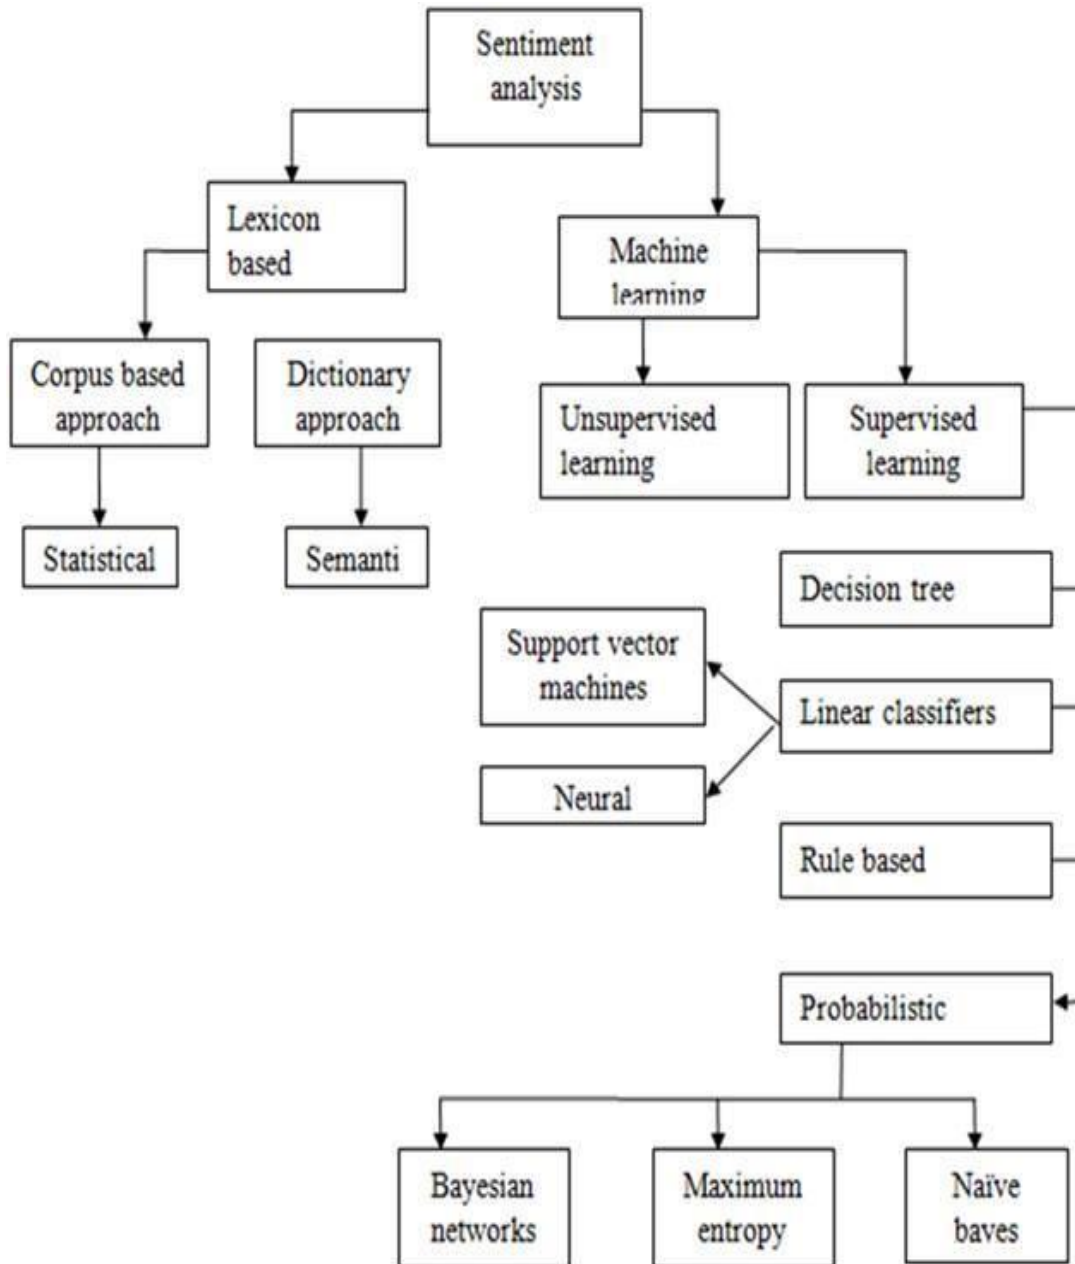 Sentiment
analysis
Lexicon
based
Machine
learning
Corpus based
approach
Dictionary
approach
Unsupervised
learning
Supervised
learning
Statistical
Semanti
Decision tree
Support vector
machines
Linear classifiers
Neural
Rule based
Probabilistic
Bayesian
networks
Maximum
entropy
Naïve
bayes